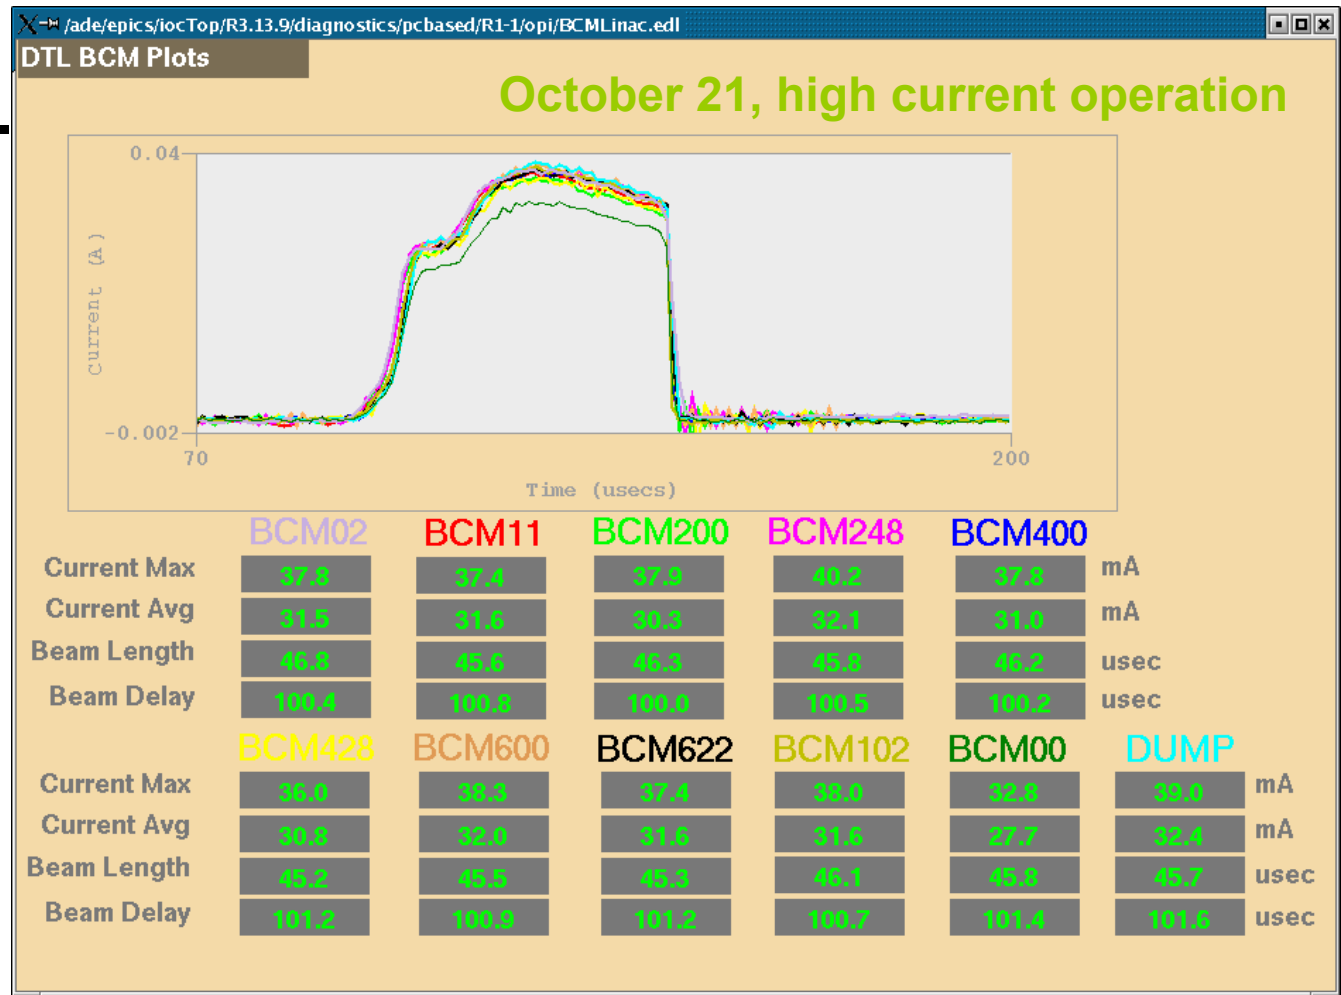 /ade/epics/iocTop/R3.13.9/diagnostics/pcbased/R1-1/opi/BCMLinac.edl
DTL BCM Plots
October 21, high current operation
0.04
Current (A)
-0.002
70
200
Time (usecs)
BCM02 BCM11 BCM200 BCM248 BCM400
Current Max 37.8 37.4 37.9 40.2 37.8 mA
Current Avg 31.5 31.6 30.3 32.1 31.0 mA
Beam Length 46.8 45.6 46.3 45.8 46.2 usec
Beam Delay 100.4 100.8 100.0 100.5 100.2 usec
BCM428 BCM600 BCM622 BCM102 BCM00 DUMP
Current Max 36.0 38.3 37.4 38.0 32.8 39.0 mA
Current Avg 30.8 32.0 31.6 31.6 27.7 32.4 mA
Beam Length 45.2 45.5 45.3 46.1 45.8 45.7 usec
Beam Delay 101.2 100.9 101.2 100.7 101.4 101.6 usec